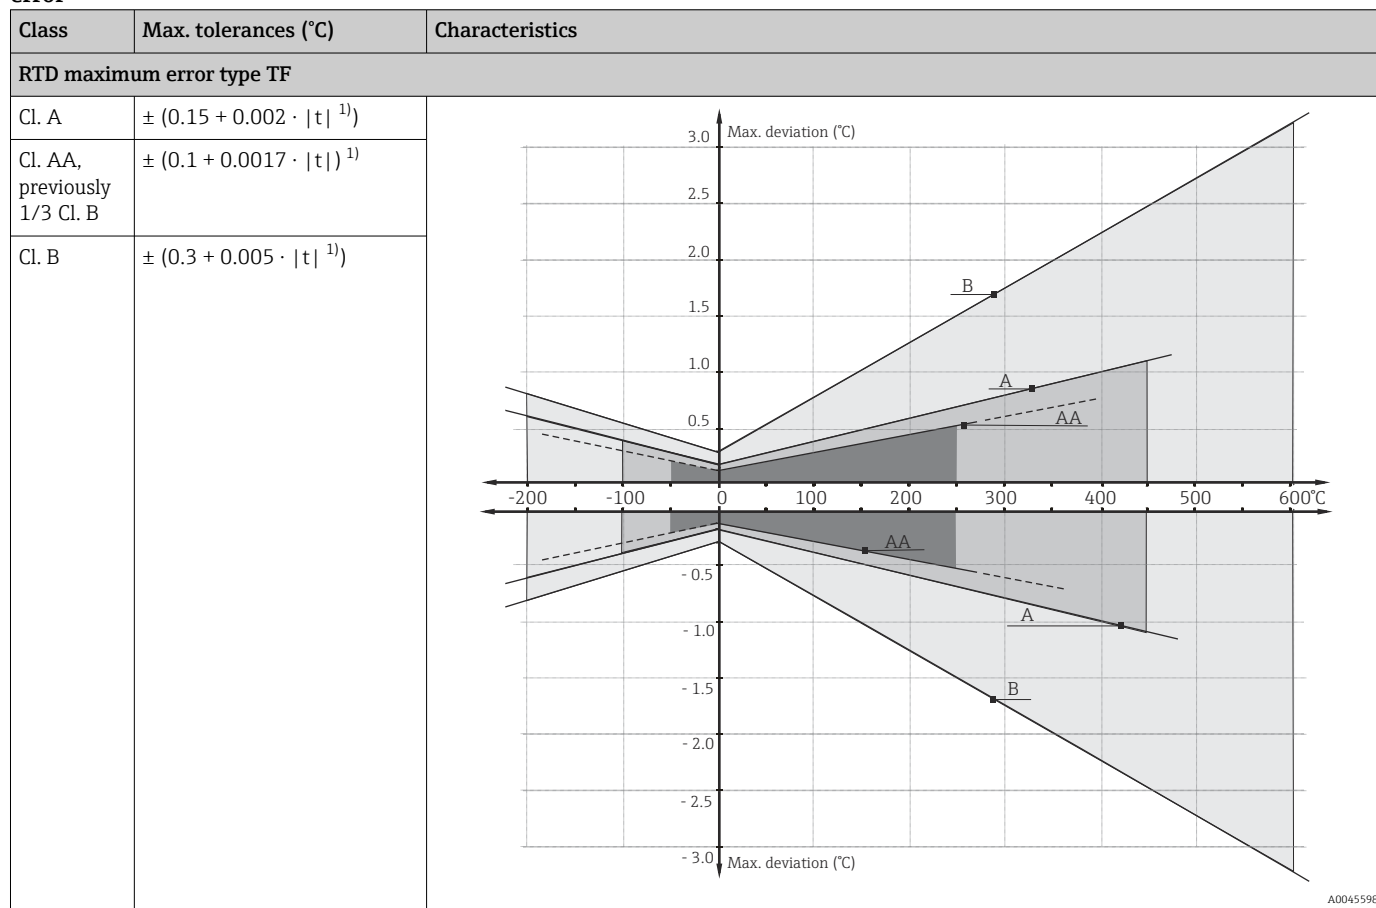 error
Class Max. tolerances (°C) Characteristics
RTD maximum error type TF
Cl. A ± (0.15 + 0.002 · |t| 1))
Cl. AA, ± (0.1 + 0.0017 · |t|) 1)
previously
1/3 Cl. B
Cl. B ± (0.3 + 0.005 · |t| 1))
Max. deviation (°C)
3.0
2.5
2.0
B
1.5
1.0
A
0.5
AA
-200 -100 0 100 200 300 400 500 600°C
AA
- 0.5
A
- 1.0
B
- 1.5
- 2.0
- 2.5
- 3.0
Max. deviation (°C)
A0045598